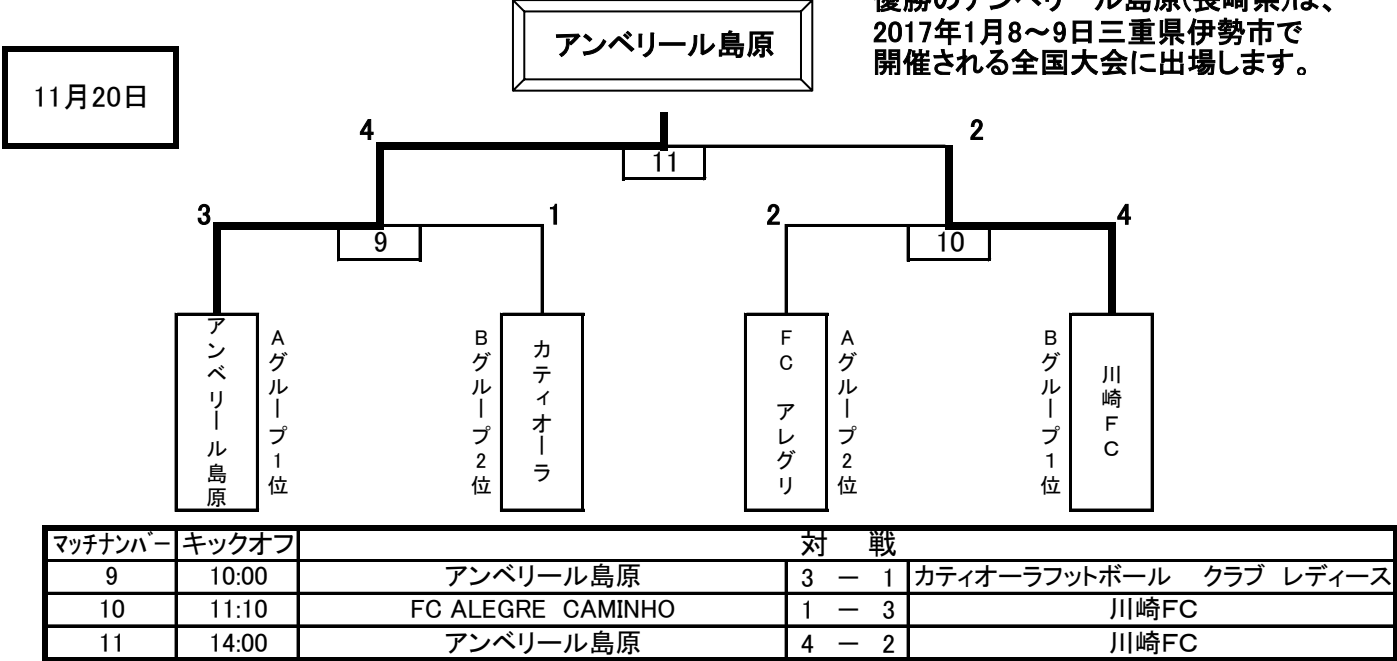 優勝のアンベリール島原(長崎県)は、
2017年1月8～9日三重県伊勢市で
開催される全国大会に出場します。
アンベリール島原
11月20日
4
2
11
3
1
2
4
9
10
アンベリール島原
Aグループ1位
Bグループ2位
カティオーラ
FC アレグリ
Aグループ2位
Bグループ1位
川崎FC
マッチナンバー キックオフ 対 戦
9 10:00 アンベリール島原 3 － 1 カティオーラフットボール クラブ レディース
10 11:10 FC ALEGRE CAMINHO 1 － 3 川崎FC
11 14:00 アンベリール島原 4 － 2 川崎FC